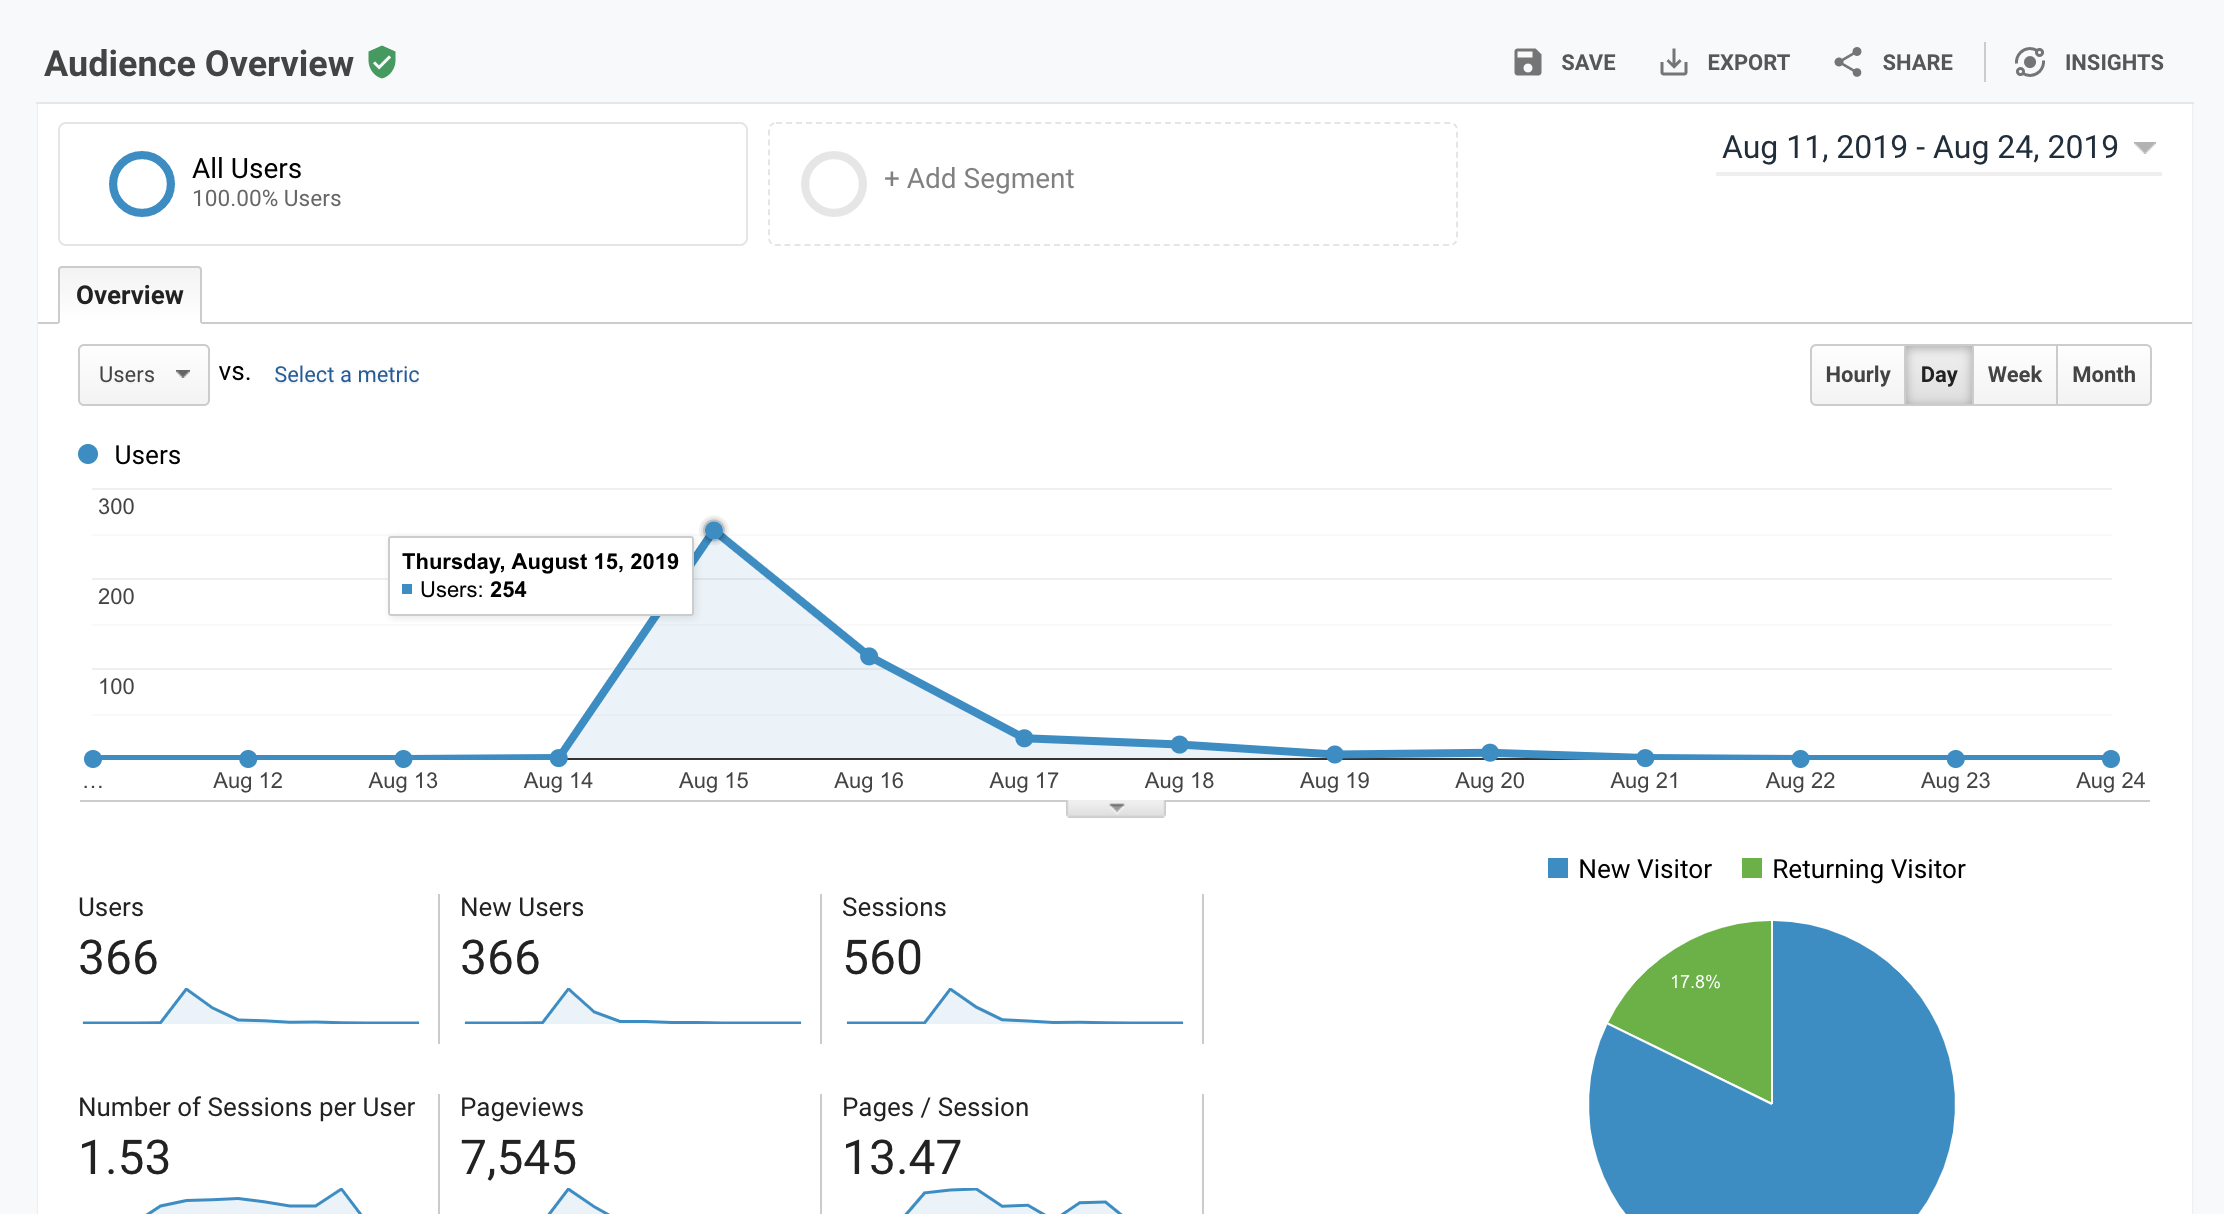 Audience Overview
SAVE
EXPORT
SHARE
INSIGHTS
All Users
100.00% Users
+ Add Segment
Aug 11, 2019 - Aug 24, 2019
Overview
Users
vs.
Select a metric
Hourly
Day
Week
Month
Users
300
200
100
Thursday, August 15, 2019
Users: 254
...
Aug 12
Aug 13
Aug 14
Aug 15
Aug 16
Aug 17
Aug 18
Aug 19
Aug 20
Aug 21
Aug 22
Aug 23
Aug 24
New Visitor
Returning Visitor
Users
366
New Users
366
Sessions
560
17.8%
Number of Sessions per User
1.53
Pageviews
7,545
Pages / Session
13.47